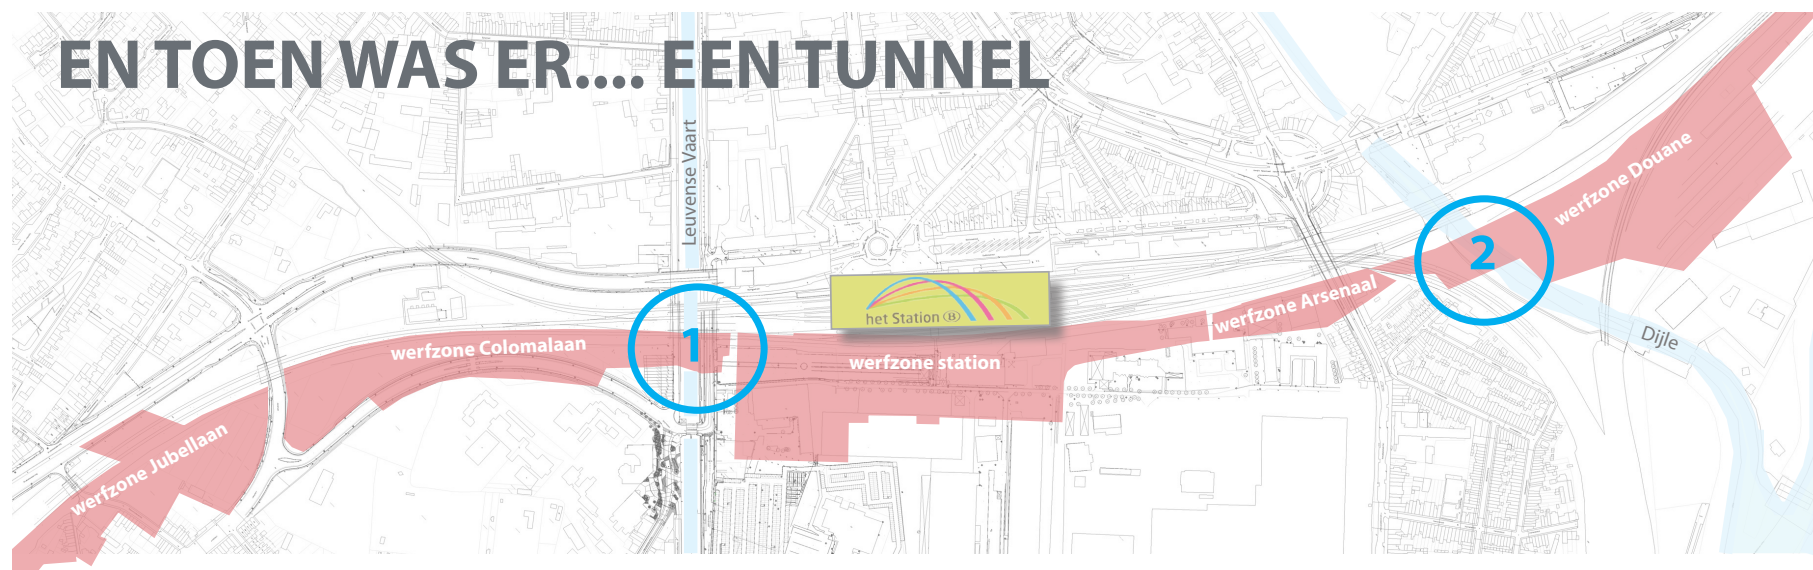 EN TOEN WAS ER.... EEN TUNNEL
Leuvense Vaart
werfzone Douane
2
het Station B
werfzone Arsenaal
Dijle
1
werfzone Colomalaan
werfzone station
werfzone Jubellaan